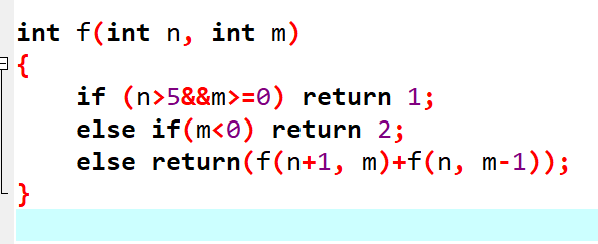 int f(int n, int m)
{
if (n>5&&m>=0) return 1;
else if(m<0) return 2;
else return(f(n+1, m)+f(n, m-1));
}